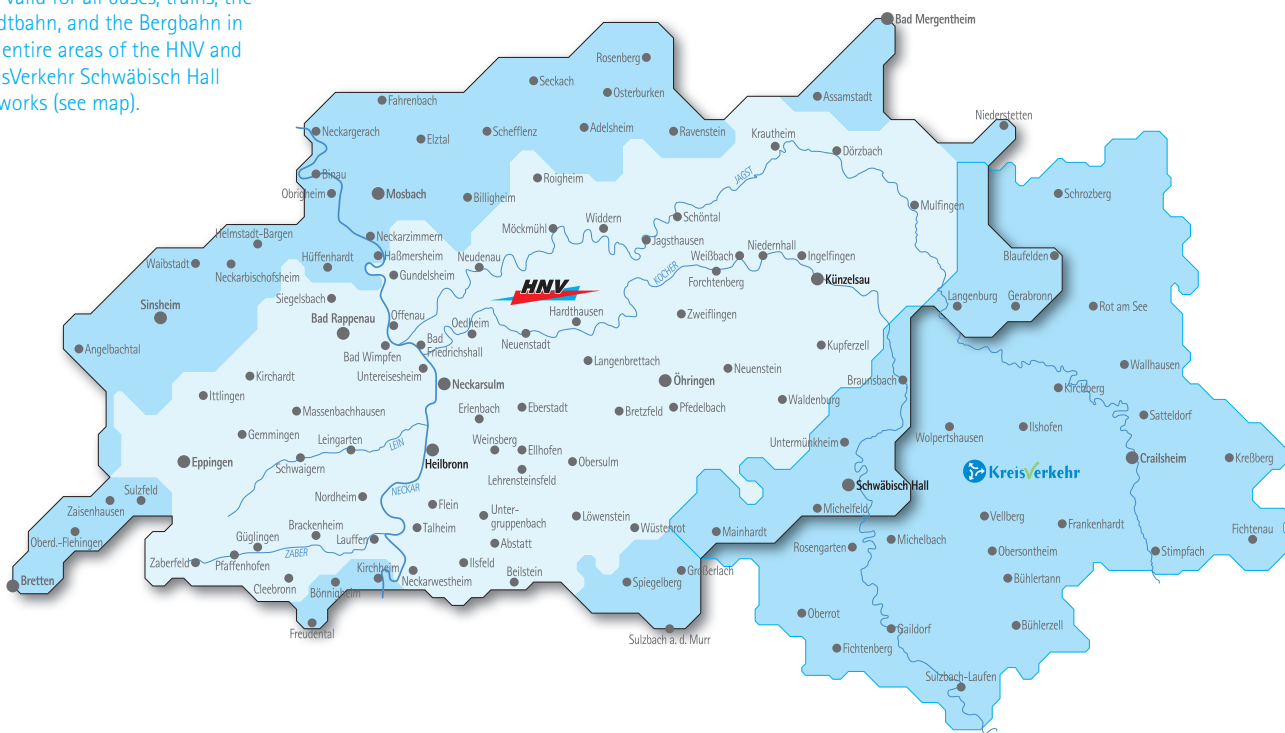 valid for all buses, trains, the
dtbahn, and the Bergbahn in
entire areas of the HNV and
isVerkehr Schwäbisch Hall
works (see map).
Bad Mergentheim
Rosenberg
Seckach
Osterburken
Assamstadt
Fahrenbach
Niederstetten
Neckargerach
Elztal
Schefflenz
Adelsheim
Ravenstein
Krautheim
Dörzbach
Binau
Roigheim
JAGST
Obrigheim
Mosbach
Billigheim
Schrozberg
Mulfingen
Schöntal
Widdern
Möckmühl
Neckarzimmern
Helmstadt-Bargen
Jagsthausen
Haßmersheim
Hüffenhardt
Neudenau
Weißbach
Niedernhall
Ingelfingen
Blaufelden
Waibstadt
Neckarbischofsheim
Gundelsheim
KOCHER
Forchtenberg
Künzelsau
HNV
Siegelsbach
Langenburg
Gerabronn
Rot am See
Sinsheim
Bad Rappenau
Offenau
Oedheim
Hardthausen
Zweiflingen
Neuenstadt
Bad
Friedrichshall
Bad Wimpfen
Angelbachtal
Kupferzell
Langenbrettach
Wallhausen
Untereisesheim
Neuenstein
Kirchardt
Neckarsulm
Öhringen
Braunsbach
Kirchberg
Ittlingen
Waldenburg
Massenbachhausen
Erlenbach
Eberstadt
Bretzfeld
Pfedelbach
Satteldorf
Gemmingen
Leingarten
LEIN
Weinsberg
Ellhofen
Untermünkheim
Wolpertshausen
Ilshofen
Eppingen
Schwaigern
Heilbronn
Lehrensteinsfeld
Obersulm
Crailsheim
Kreßberg
KreisVerkehr
Schwäbisch Hall
Sulzfeld
Zaisenhausen
Nordheim
NECKAR
Flein
Unter-
gruppenbach
Löwenstein
Wüstenrot
Michelfeld
Vellberg
Frankenhardt
Fichtenau
Oberd.-Flehingen
Güglingen
Brackenheim
Lauffen
Talheim
Abstatt
Mainhardt
Rosengarten
Michelbach
Obersontheim
Stimpfach
Zaberfeld
Pfaffenhofen
ZABER
Cleebronn
Bönnigheim
Kirchheim
Neckarwestheim
Ilsfeld
Beilstein
Spiegelberg
Großerlach
Bretten
Bühlertann
Oberrot
Freudental
Sulzbach a. d. Murr
Gaildorf
Bühlerzell
Fichtenberg
Sulzbach-Laufen